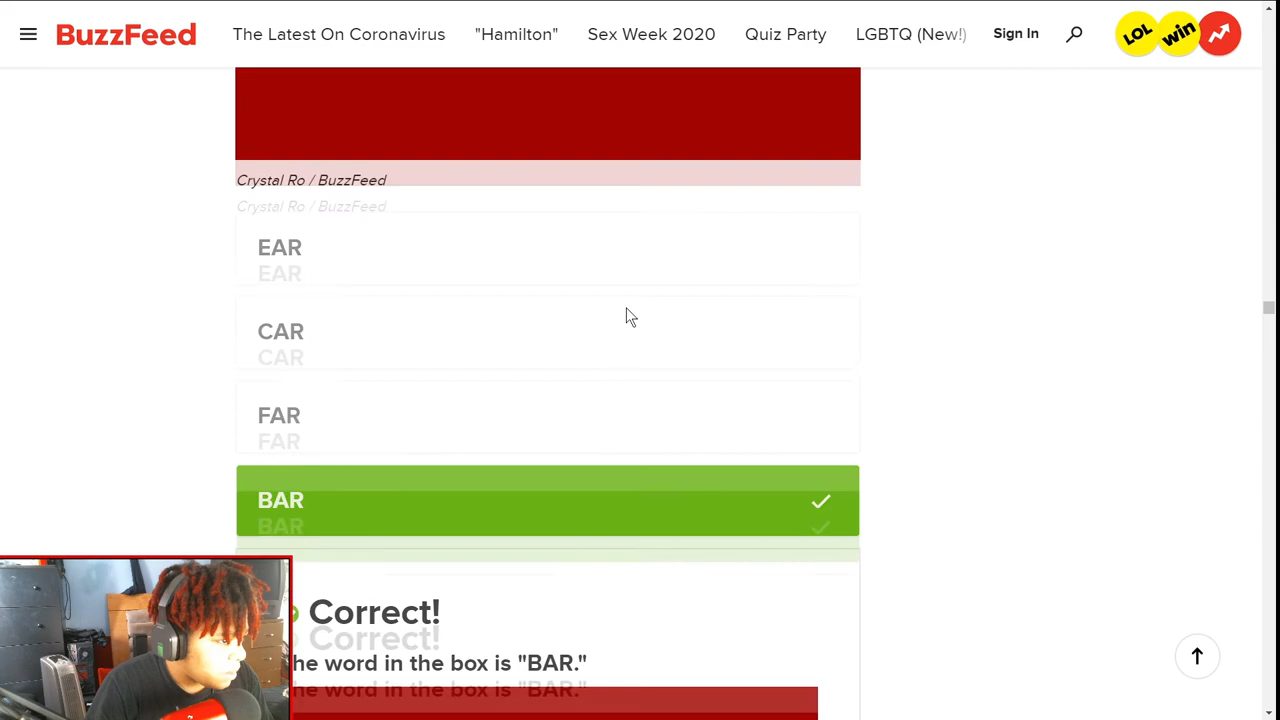 BuzzFeed The Latest On Coronavirus "Hamilton" Sex Week 2020 Quiz Party LGBTQ (New!) Sign In LOL win
Crystal Ro / BuzzFeed
Crystal Ro / BuzzFeed
EAR
EAR
CAR
CAR
FAR
FAR
BAR
BAR
Correct!
Correct!
he word in the box is "BAR."
he word in the box is "BAR."